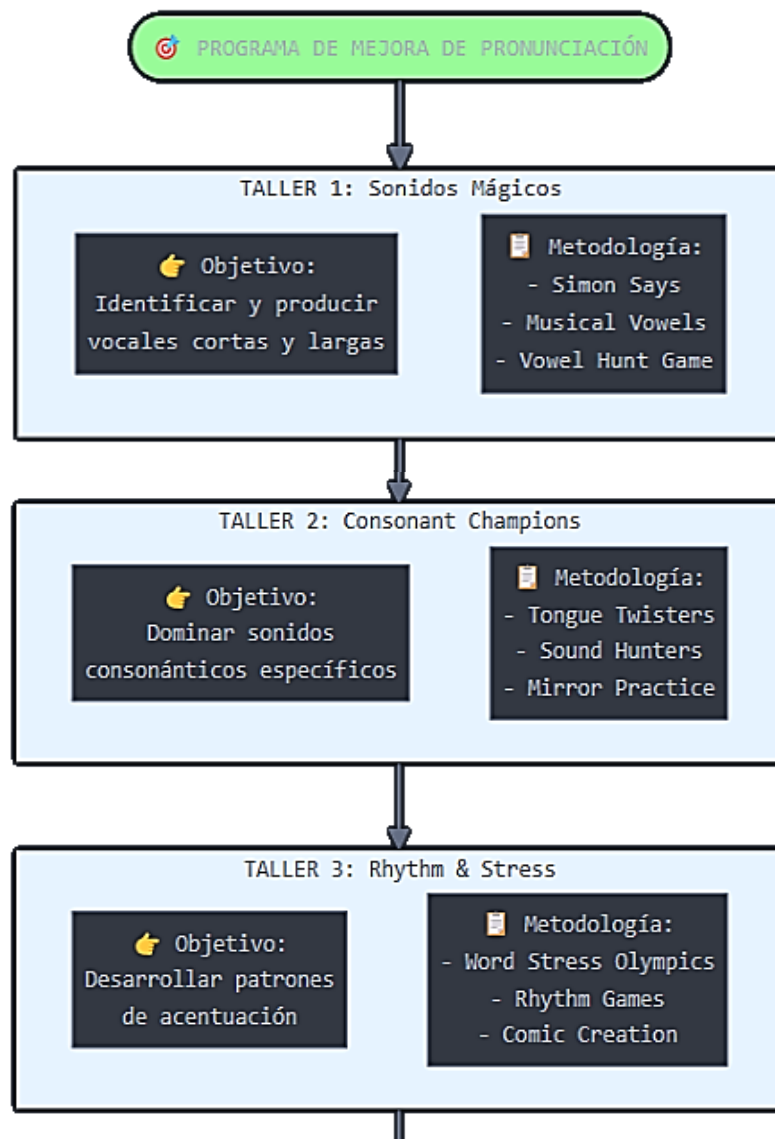 🎯 PROGRAMA DE MEJORA DE PRONUNCIACIÓN
TALLER 1: Sonidos Mágicos
👉 Objetivo:
Identificar y producir
vocales cortas y largas
📋 Metodología:
- Simon Says
- Musical Vowels
- Vowel Hunt Game
TALLER 2: Consonant Champions
👉 Objetivo:
Dominar sonidos
consonánticos específicos
📋 Metodología:
- Tongue Twisters
- Sound Hunters
- Mirror Practice
TALLER 3: Rhythm & Stress
👉 Objetivo:
Desarrollar patrones
de acentuación
📋 Metodología:
- Word Stress Olympics
- Rhythm Games
- Comic Creation